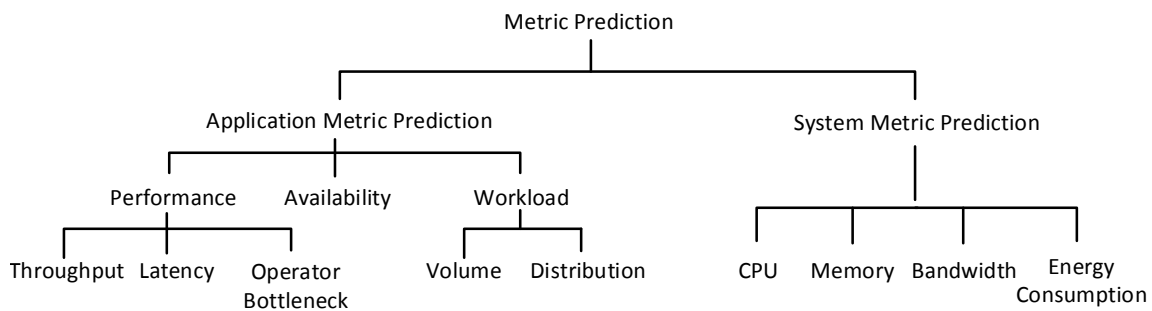 Metric Prediction
Application Metric Prediction
System Metric Prediction
Performance
Availability
Workload
Throughput
Latency
Operator
Bottleneck
Volume
Distribution
CPU
Memory
Bandwidth
Energy
Consumption